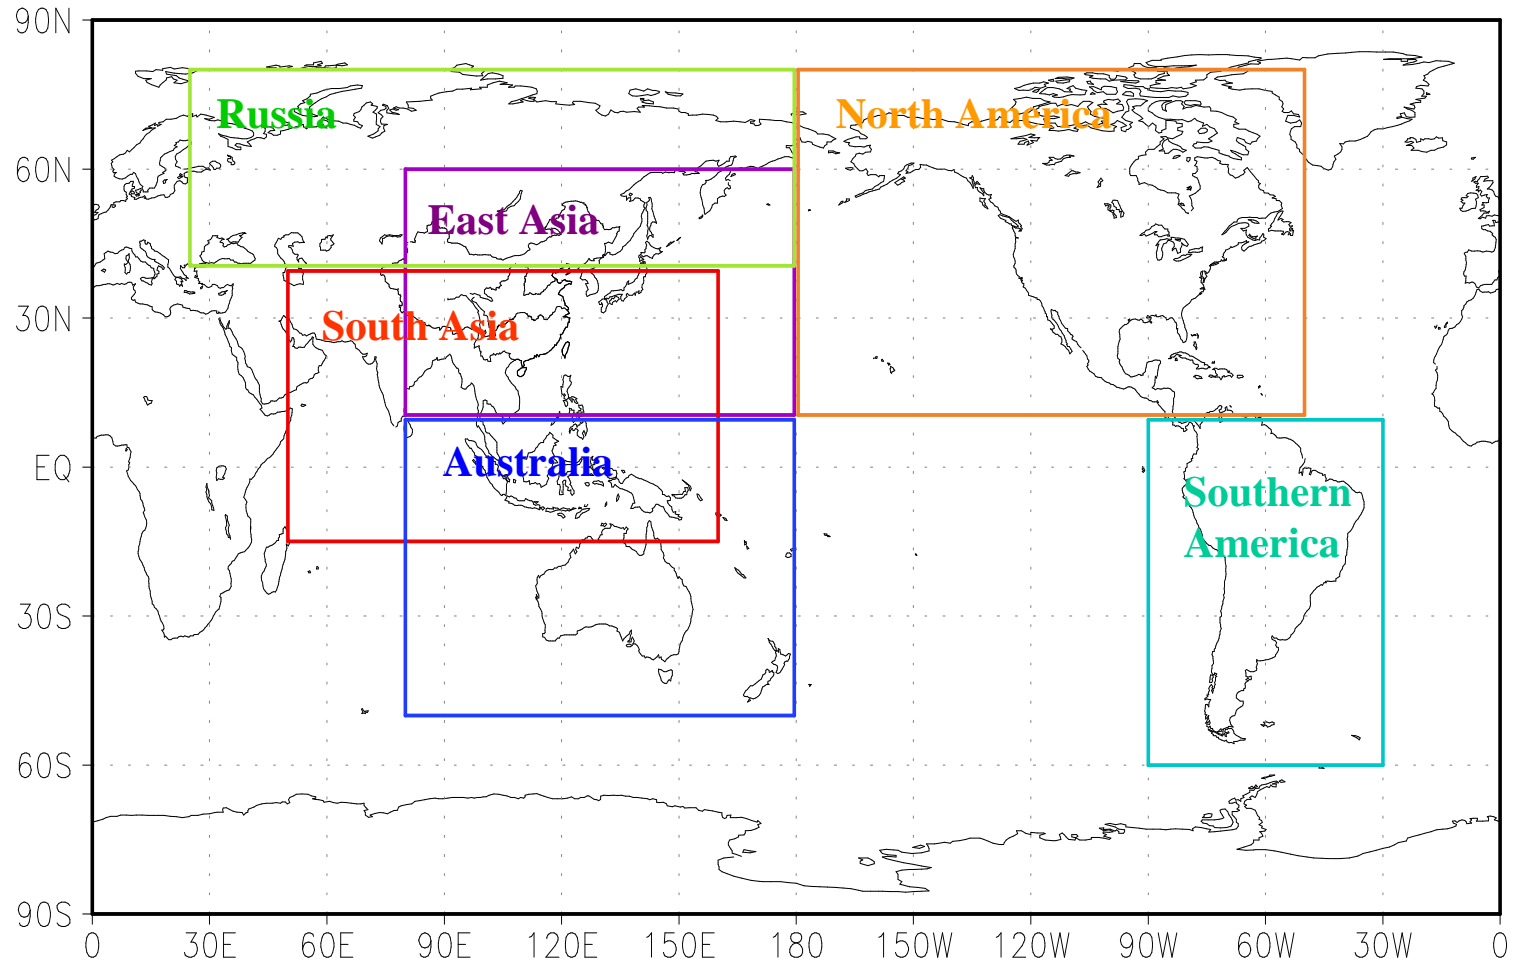 90N
Russia
North America
60N
East Asia
30N
South Asia
EQ
Australia
Southern
America
30S
60S
90S
0 30E 60E 90E 120E 150E 180 150W 120W 90W 60W 30W 0